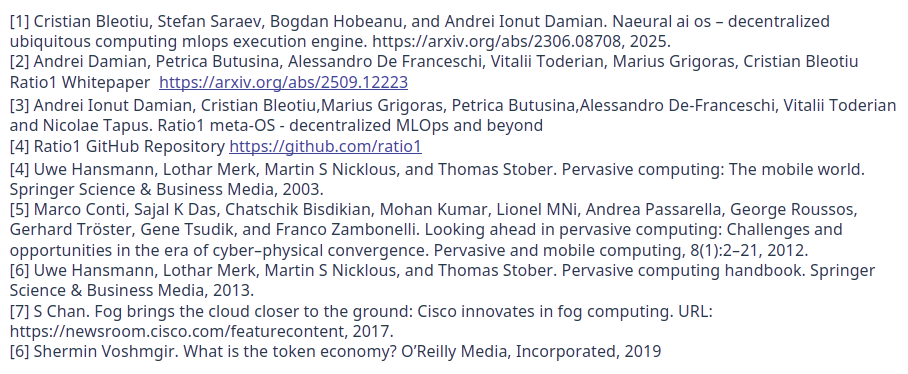 [1] Cristian Bleotiu, Stefan Saraev, Bogdan Hobeanu, and Andrei Ionut Damian. Naeural ai os – decentralized
ubiquitous computing mlops execution engine. https://arxiv.org/abs/2306.08708, 2025.
[2] Andrei Damian, Petrica Butusina, Alessandro De Franceschi, Vitalii Toderian, Marius Grigoras, Cristian Bleotiu
Ratio1 Whitepaper https://arxiv.org/abs/2509.12223
[3] Andrei Ionut Damian, Cristian Bleotiu,Marius Grigoras, Petrica Butusina,Alessandro De-Franceschi, Vitalii Toderian
and Nicolae Tapus. Ratio1 meta-OS - decentralized MLOps and beyond
[4] Ratio1 GitHub Repository https://github.com/ratio1
[4] Uwe Hansmann, Lothar Merk, Martin S Nicklous, and Thomas Stober. Pervasive computing: The mobile world.
Springer Science & Business Media, 2003.
[5] Marco Conti, Sajal K Das, Chatschik Bisdikian, Mohan Kumar, Lionel MNi, Andrea Passarella, George Roussos,
Gerhard Tröster, Gene Tsudik, and Franco Zambonelli. Looking ahead in pervasive computing: Challenges and
opportunities in the era of cyber–physical convergence. Pervasive and mobile computing, 8(1):2–21, 2012.
[6] Uwe Hansmann, Lothar Merk, Martin S Nicklous, and Thomas Stober. Pervasive computing handbook. Springer
Science & Business Media, 2013.
[7] S Chan. Fog brings the cloud closer to the ground: Cisco innovates in fog computing. URL:
https://newsroom.cisco.com/featurecontent, 2017.
[6] Shermin Voshmgir. What is the token economy? O’Reilly Media, Incorporated, 2019